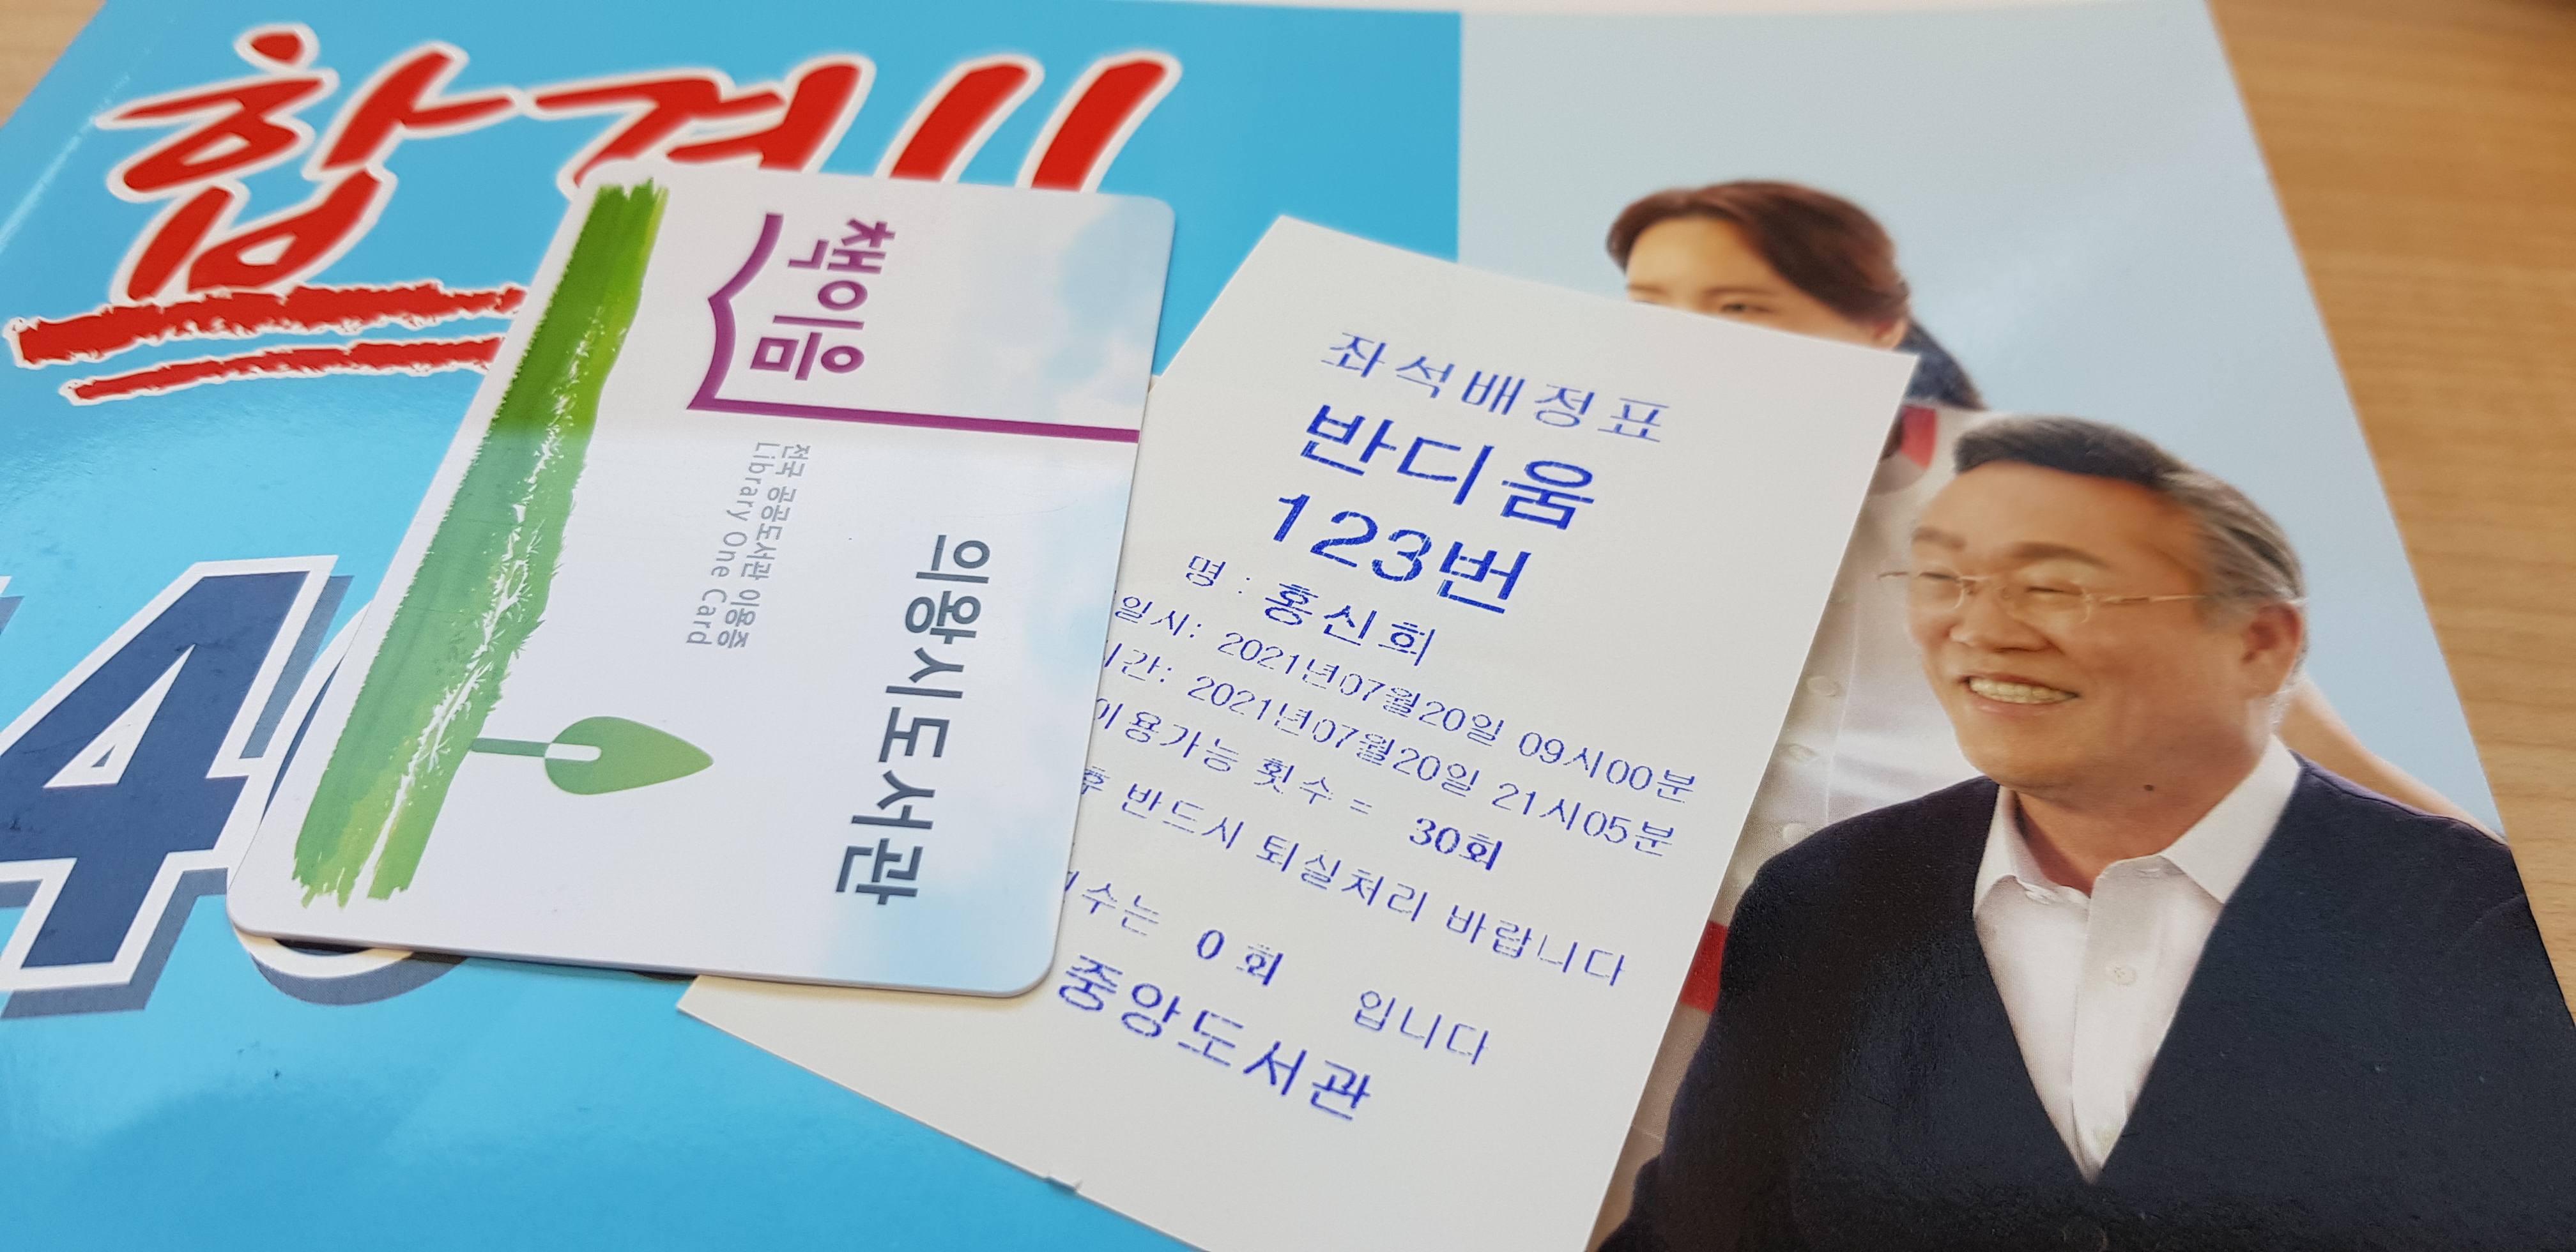 합격!!
40
책이음
전국 공공도서관 이용증
Library One Card
의왕시도서관
좌석배정표
반디움
123번
명 : 홍신희
일시: 2021년07월20일 09시00분
시간: 2021년07월20일 21시05분
이용가능 횟수 = 30회
후 반드시 퇴실처리 바랍니다
수는 0 회 입니다
중앙도서관